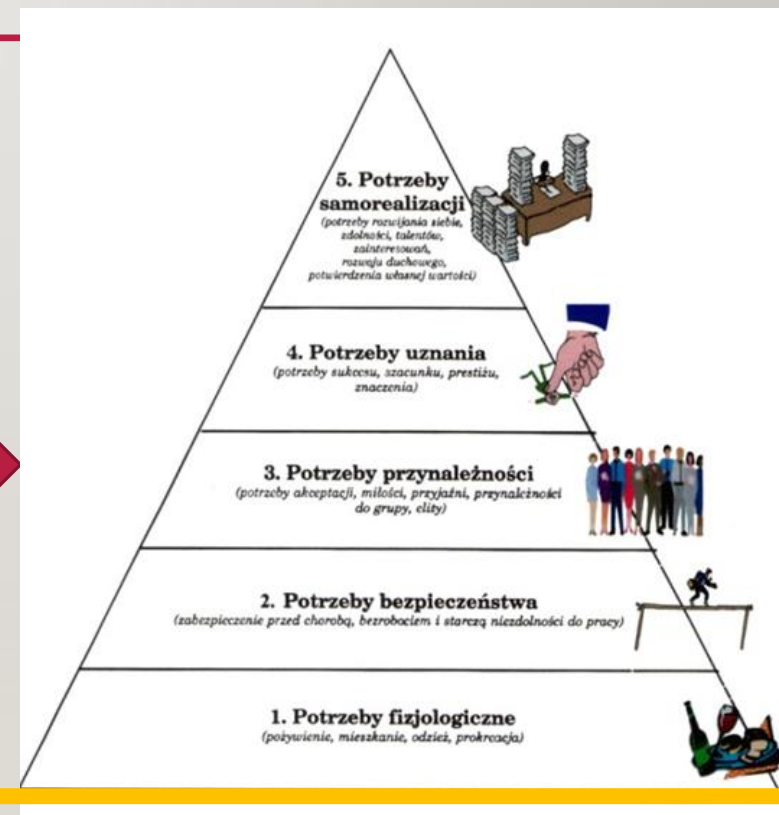 5. Potrzeby
samorealizacji
(potrzeby rozwijania siebie,
zdolności, talentów,
zainteresowań,
rozwoju duchowego,
potwierdzenia własnej wartości)
4. Potrzeby uznania
(potrzeby sukcesu, szacunku, prestiżu,
znaczenia)
3. Potrzeby przynależności
(potrzeby akceptacji, miłości, przyjaźni, przynależności
do grupy, elity)
2. Potrzeby bezpieczeństwa
(zabezpieczenie przed chorobą, bezrobociem i starczą niezdolności do pracy)
1. Potrzeby fizjologiczne
(pożywienie, mieszkanie, odzież, prokreacja)